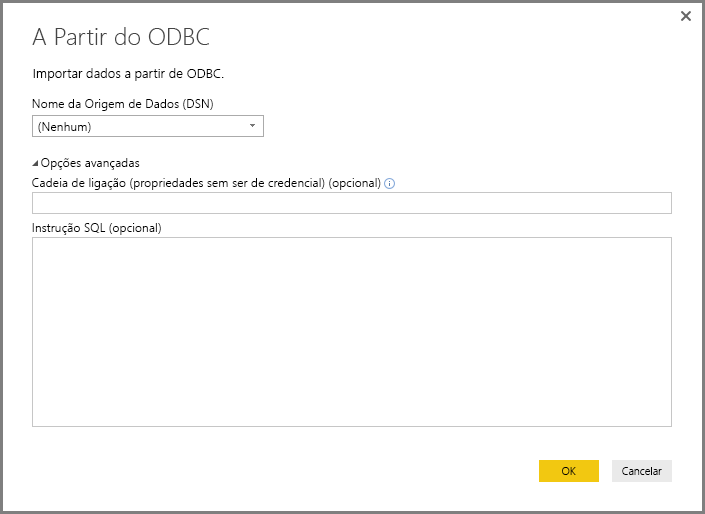 A Partir do ODBC
Importar dados a partir de ODBC.
Nome da Origem de Dados (DSN)
(Nenhum)
Opções avançadas
Cadeia de ligação (propriedades sem ser de credencial) (opcional)
Instrução SQL (opcional)
OK
Cancelar